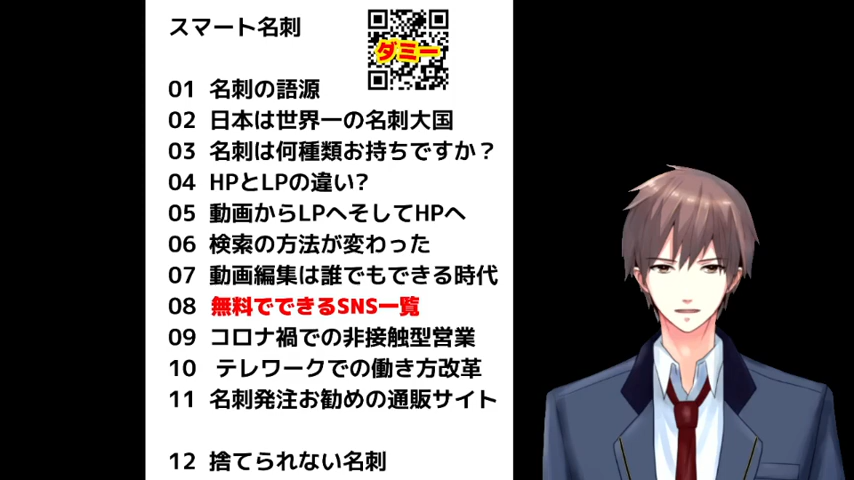 スマート名刺
ダミー
01 名刺の語源
02 日本は世界一の名刺大国
03 名刺は何種類お持ちですか？
04 HPとLPの違い?
05 動画からLPへそしてHPへ
06 検索の方法が変わった
07 動画編集は誰でもできる時代
08 無料でできるSNS一覧
09 コロナ禍での非接触型営業
10 テレワークでの働き方改革
11 名刺発注お勧めの通販サイト
12 捨てられない名刺